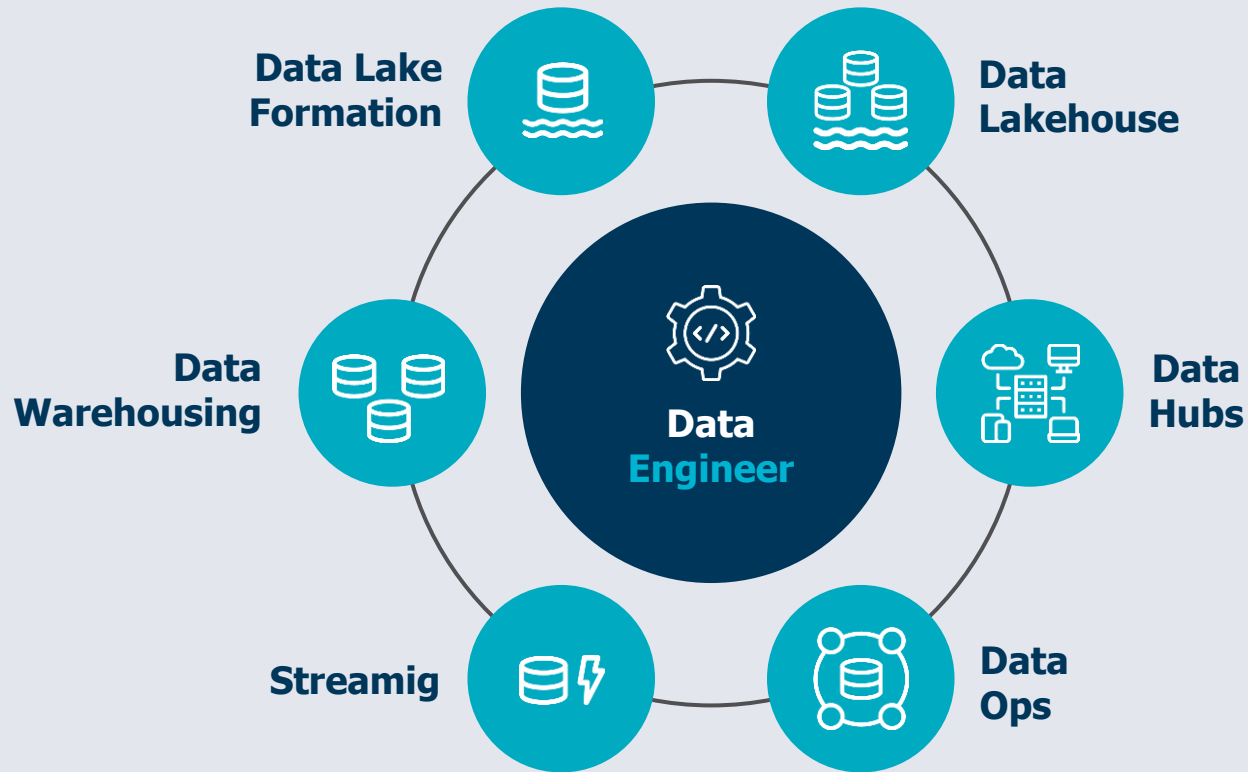 Data Lake
Formation
Data
Lakehouse
Data
Warehousing
</>
Data
Engineer
Data
Hubs
Streamig
Data
Ops